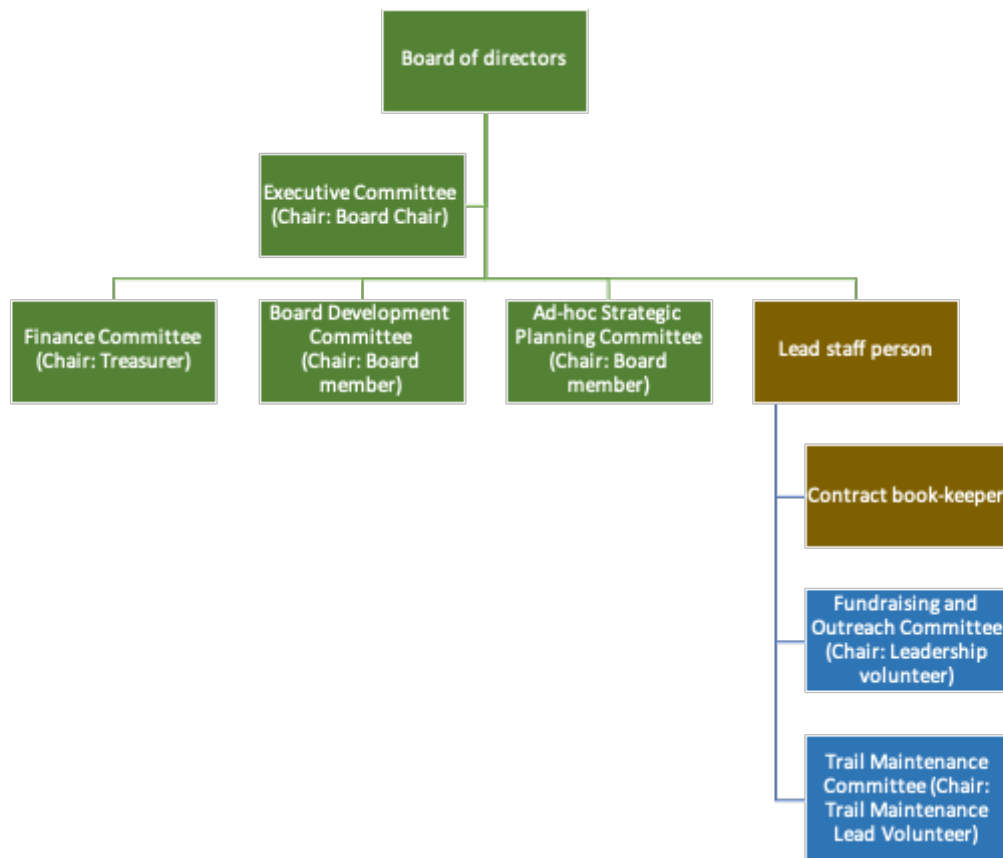 Board of directors
Executive Committee
(Chair: Board Chair)
Finance Committee
(Chair: Treasurer)
Board Development
Committee
(Chair: Board
member)
Ad-hoc Strategic
Planning Committee
(Chair: Board
member)
Lead staff person
Contract book-keeper
Fundraising and
Outreach Committee
(Chair: Leadership
volunteer)
Trail Maintenance
Committee (Chair:
Trail Maintenance
Lead Volunteer)